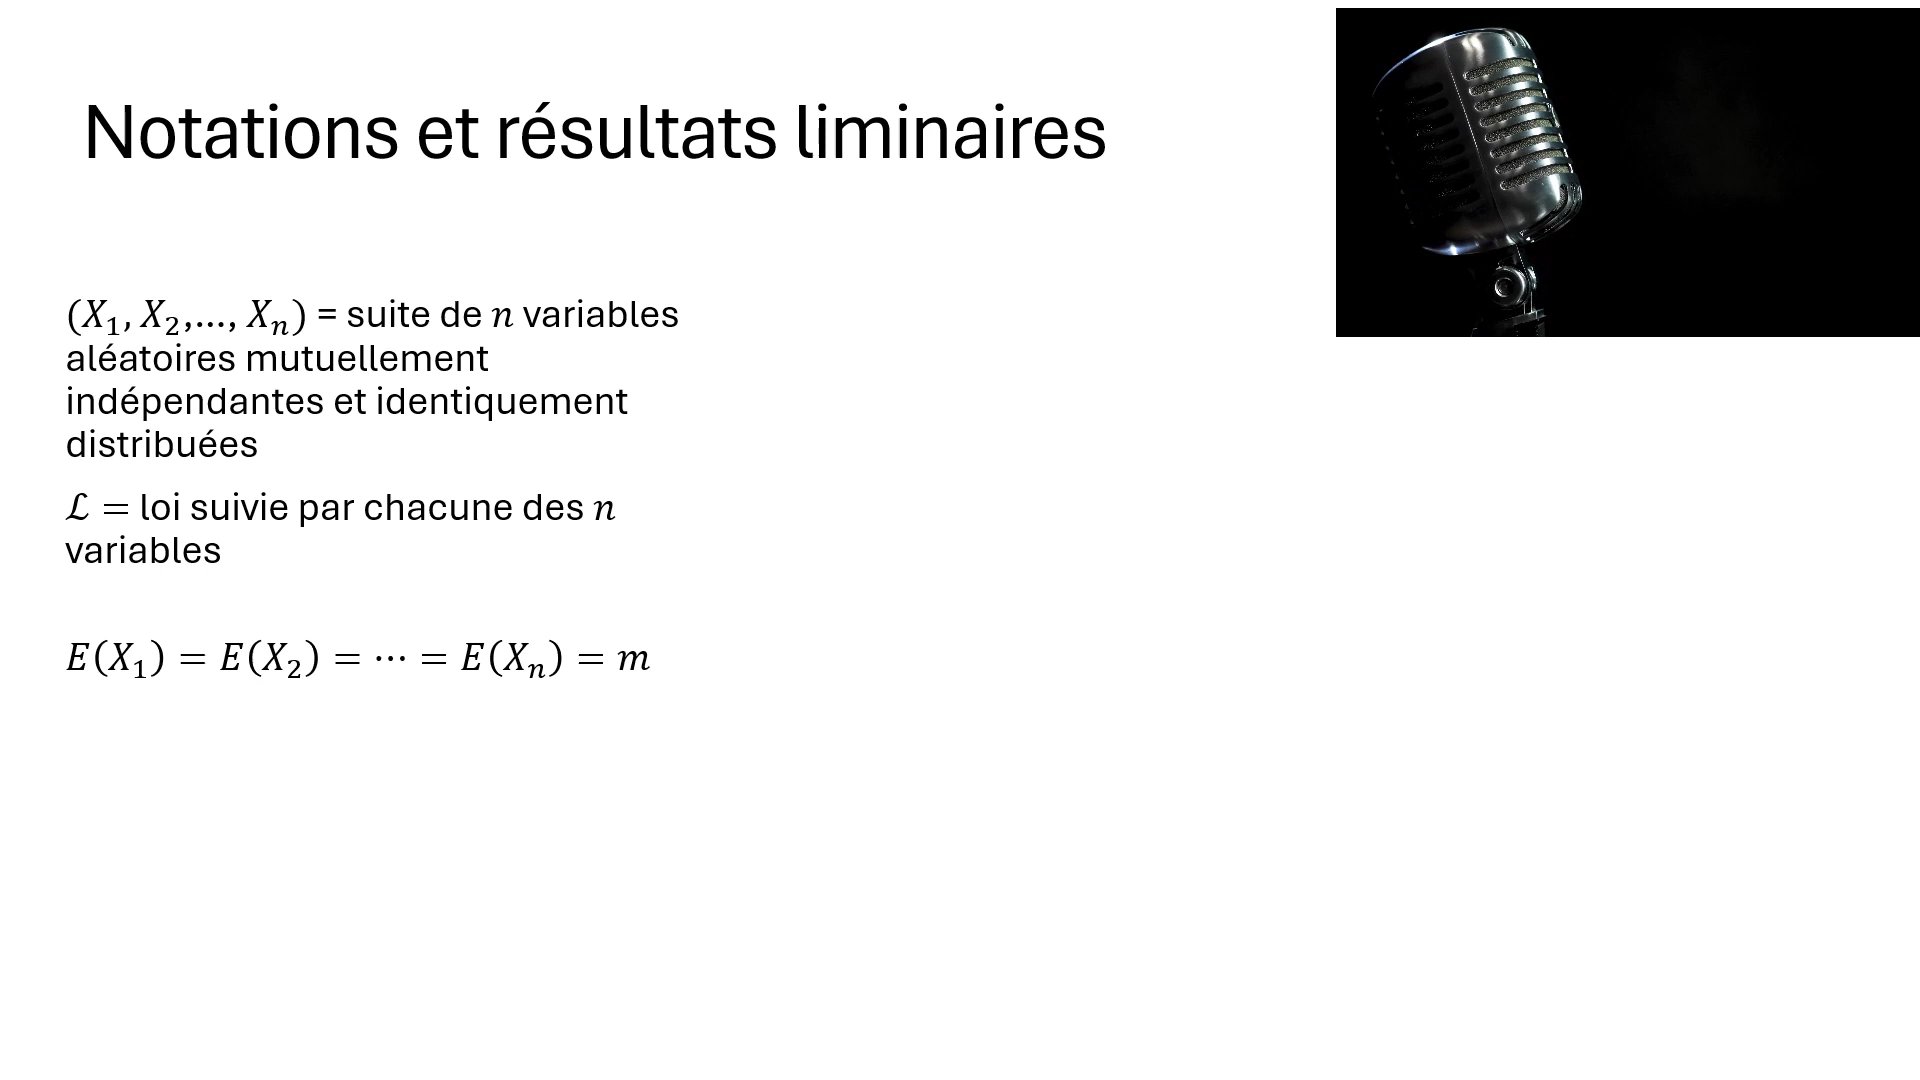 Notations et résultats liminaires
(X₁, X₂,…, Xₙ) = suite de n variables
aléatoires mutuellement
indépendantes et identiquement
distribuées
ℒ = loi suivie par chacune des n
variables
E(X₁) = E(X₂) = ⋯ = E(Xₙ) = m